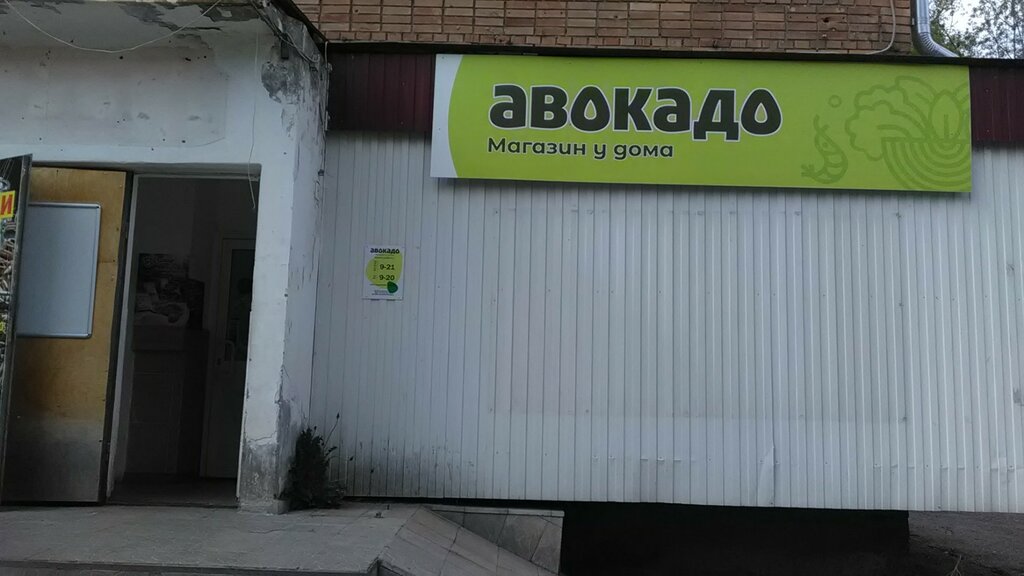 авокадо
Магазин у дома
И
авокадо
9-21
9-20